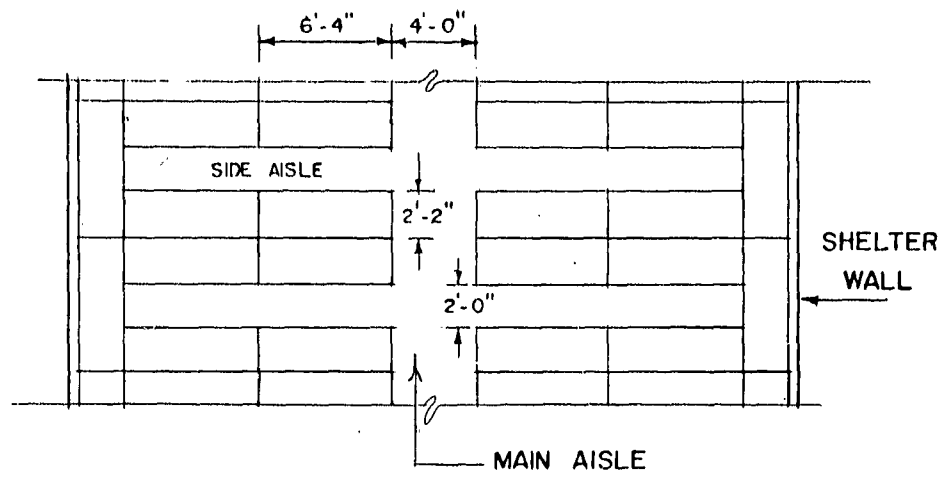 6'-4"
4'-0"
SIDE AISLE
2'-2"
SHELTER
WALL
2'-0"
MAIN AISLE